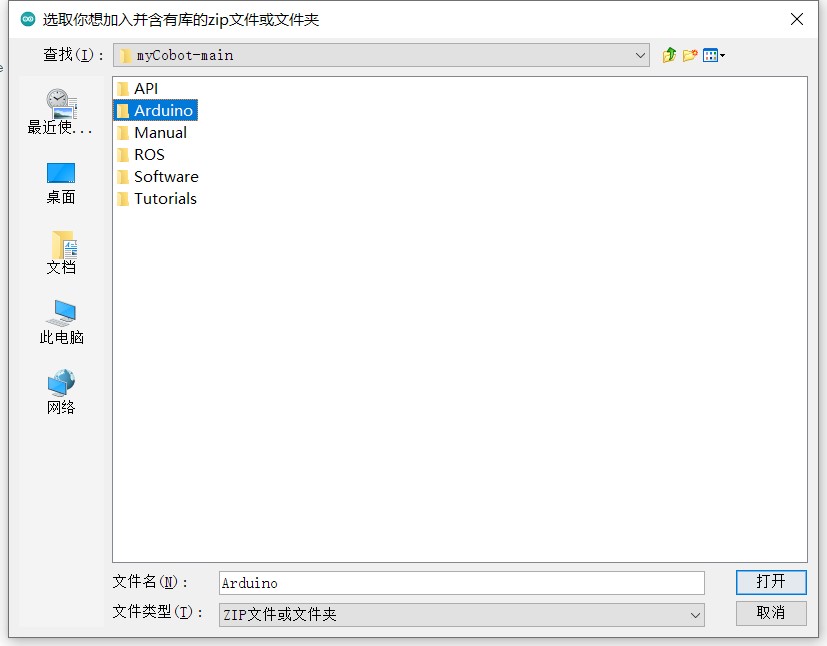 选取你想加入并含有库的zip文件或文件夹
查找(I)：
myCobot-main
最近使...
桌面
文档
此电脑
网络
API
Arduino
Manual
ROS
Software
Tutorials
文件名(N)：
Arduino
打开
文件类型(T)：
ZIP文件或文件夹
取消